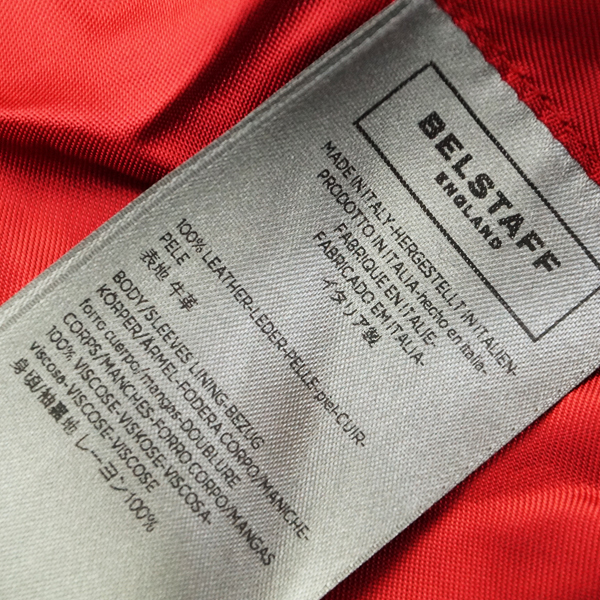 BELSTAFF
ENGLAND
MADE IN ITALY-HERGESTELLT IN ITALIEN-
PRODOTTO IN ITALIA-hecho en italia-
FABRIQUE EN ITALIE-
FABRICADO EM ITALIA-
イタリア製
100% LEATHER-LEDER-PELLE-piel-CUIR-
PELE
表地 牛革
BODY/SLEEVES LINING BEZUG
KÖRPER/ÄRMEL-FODERA CORPO/MANICHE-
forro cuerpo/mangas-DOUBLURE
CORPS/MANCHES-FORRO CORPO/MANGAS
100% VISCOSE-VISKOSE-VISCOSA-
viscosa-VISCOSE-VISCOSE
身頃/袖裏地 レーヨン100%